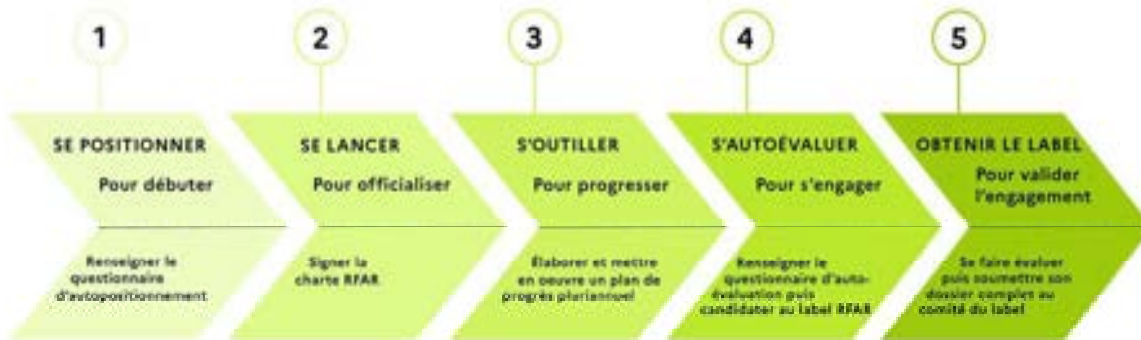 1
SE POSITIONNER
Pour débuter
Renseigner le
questionnaire
d'autopositionnement
2
SE LANCER
Pour officialiser
Signer la
charte RFAR
3
S'OUTILLER
Pour progresser
Élaborer et mettre
en oeuvre un plan de
progrès pluriannuel
4
S'AUTOÉVALUER
Pour s'engager
Renseigner le
questionnaire d'auto-
évaluation puis
candidater au label RFAR
5
OBTENIR LE LABEL
Pour valider
l'engagement
Se faire évaluer
puis soumettre son
dossier complet au
comité du label